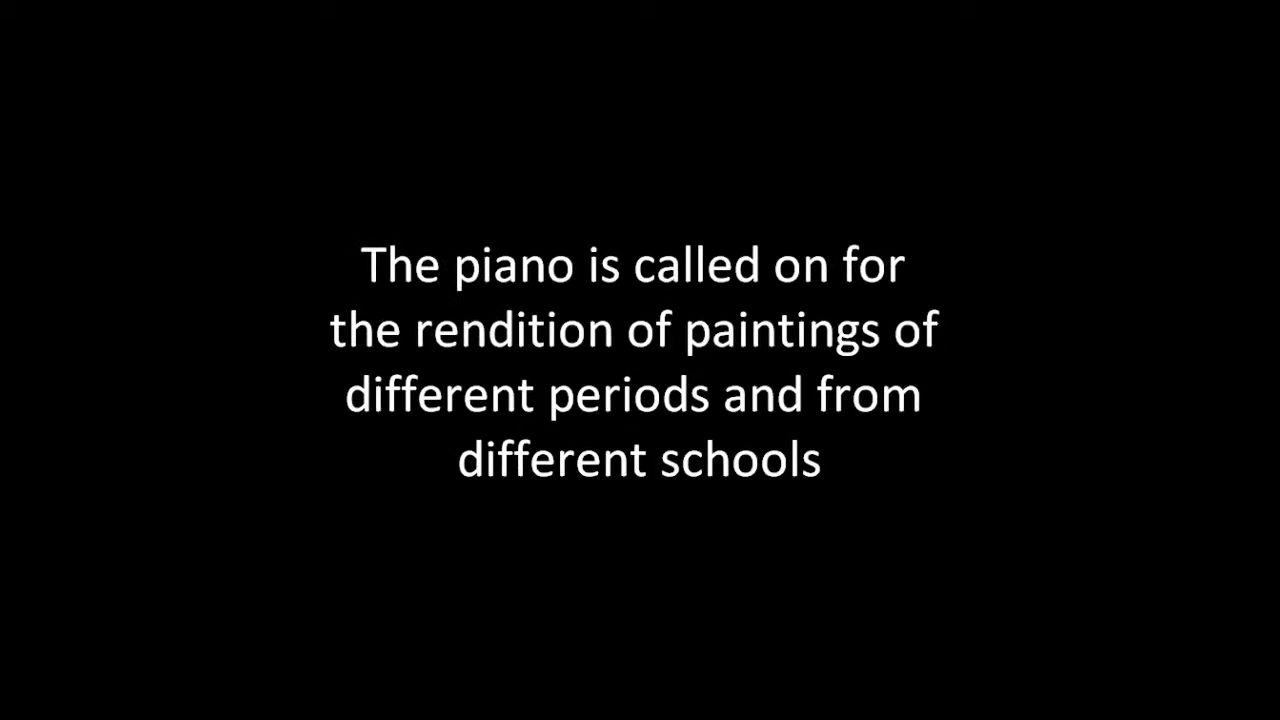 The piano is called on for
the rendition of paintings of
different periods and from
different schools